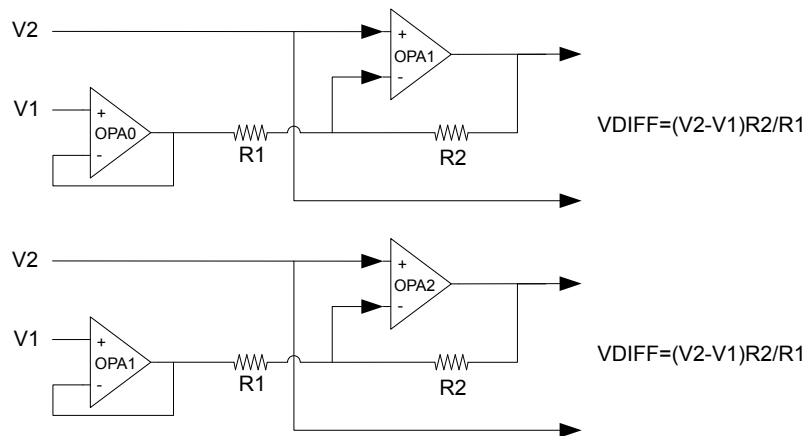 V2
+
OPA1
-
V1
+
OPA0
-
R1
R2
VDIFF=(V2-V1)R2/R1
V2
+
OPA2
-
V1
+
OPA1
-
R1
R2
VDIFF=(V2-V1)R2/R1